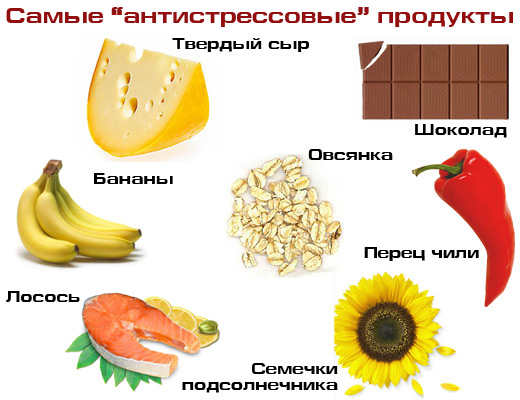 Самые “антистрессовые” продукты
Твердый сыр
Шоколад
Овсянка
Бананы
Перец чили
Лосось
Семечки
подсолнечника